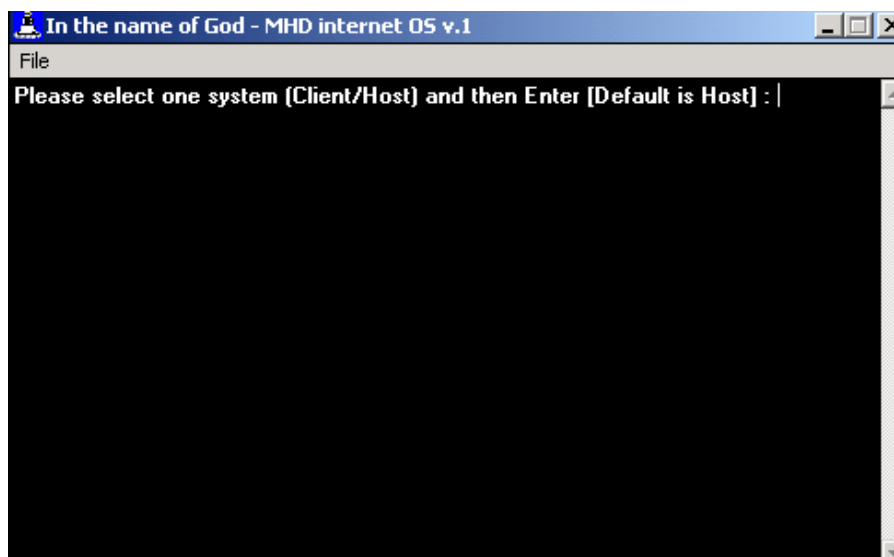 In the name of God - MHD internet OS v.1
File
Please select one system (Client/Host) and then Enter [Default is Host] :